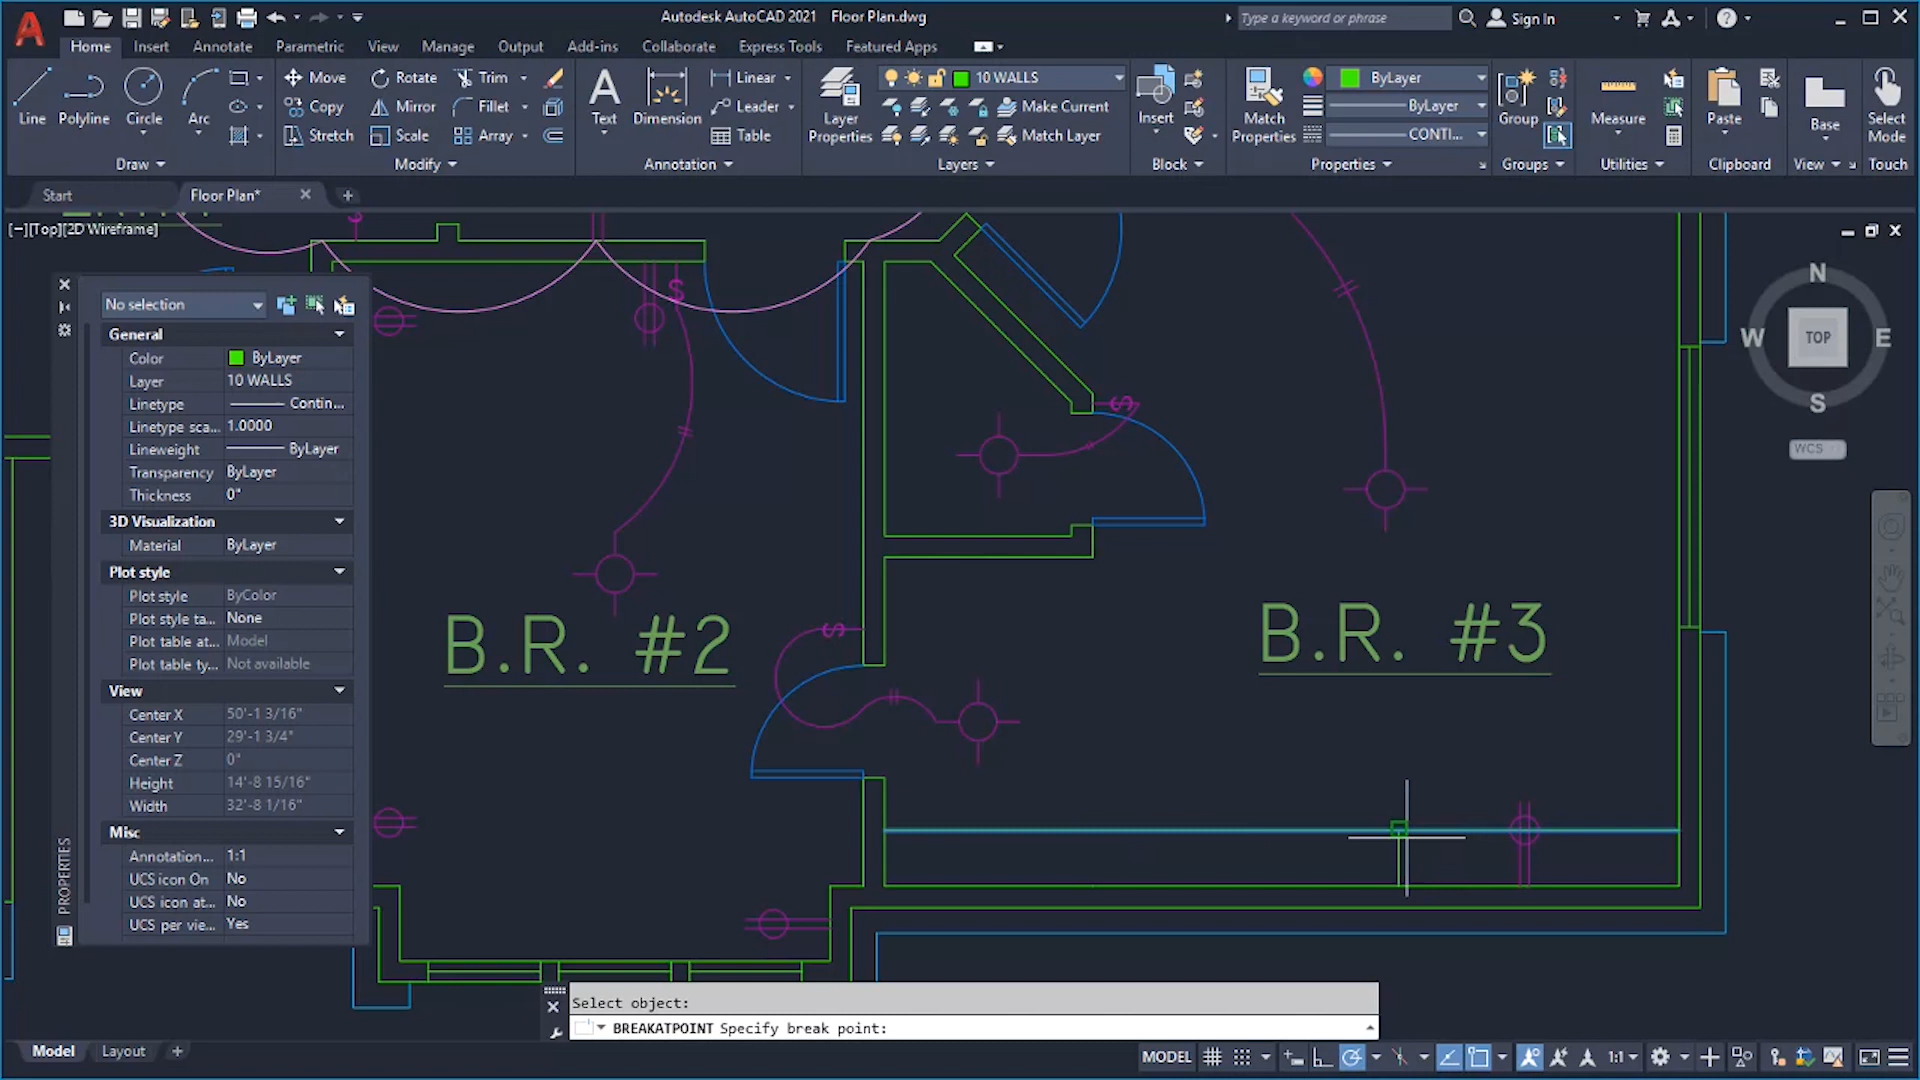 Autodesk AutoCAD 2021 Floor Plan.dwg
Type a keyword or phrase
Sign In
Home Insert Annotate Parametric View Manage Output Add-ins Collaborate Express Tools Featured Apps
Line Polyline Circle Arc
Move Rotate Trim
Copy Mirror Fillet
Stretch Scale Array
Text Dimension
Linear
Leader
Table
Layer Properties
10 WALLS
Make Current
Match Layer
Insert
Match Properties
ByLayer
ByLayer
CONTI...
Group
Measure
Paste
Base
Select Mode
Draw Modify Annotation Layers Block Properties Groups Utilities Clipboard View Touch
Start Floor Plan*
[−][Top][2D Wireframe]
No selection
General
Color ByLayer
Layer 10 WALLS
Linetype Contin...
Linetype sca... 1.0000
Lineweight ByLayer
Transparency ByLayer
Thickness 0"
3D Visualization
Material ByLayer
Plot style
Plot style ByColor
Plot style ta... None
Plot table at... Model
Plot table ty... Not available
View
Center X 50'-1 3/16"
Center Y 29'-1 3/4"
Center Z 0"
Height 14'-8 15/16"
Width 32'-8 1/16"
Misc
Annotation... 1:1
UCS icon On No
UCS icon at... No
UCS per vie... Yes
PROPERTIES
$
$
$
B.R. #2
B.R. #3
N
W TOP E
S
WCS
Select object:
BREAKATPOINT Specify break point:
Model Layout
MODEL 1:1